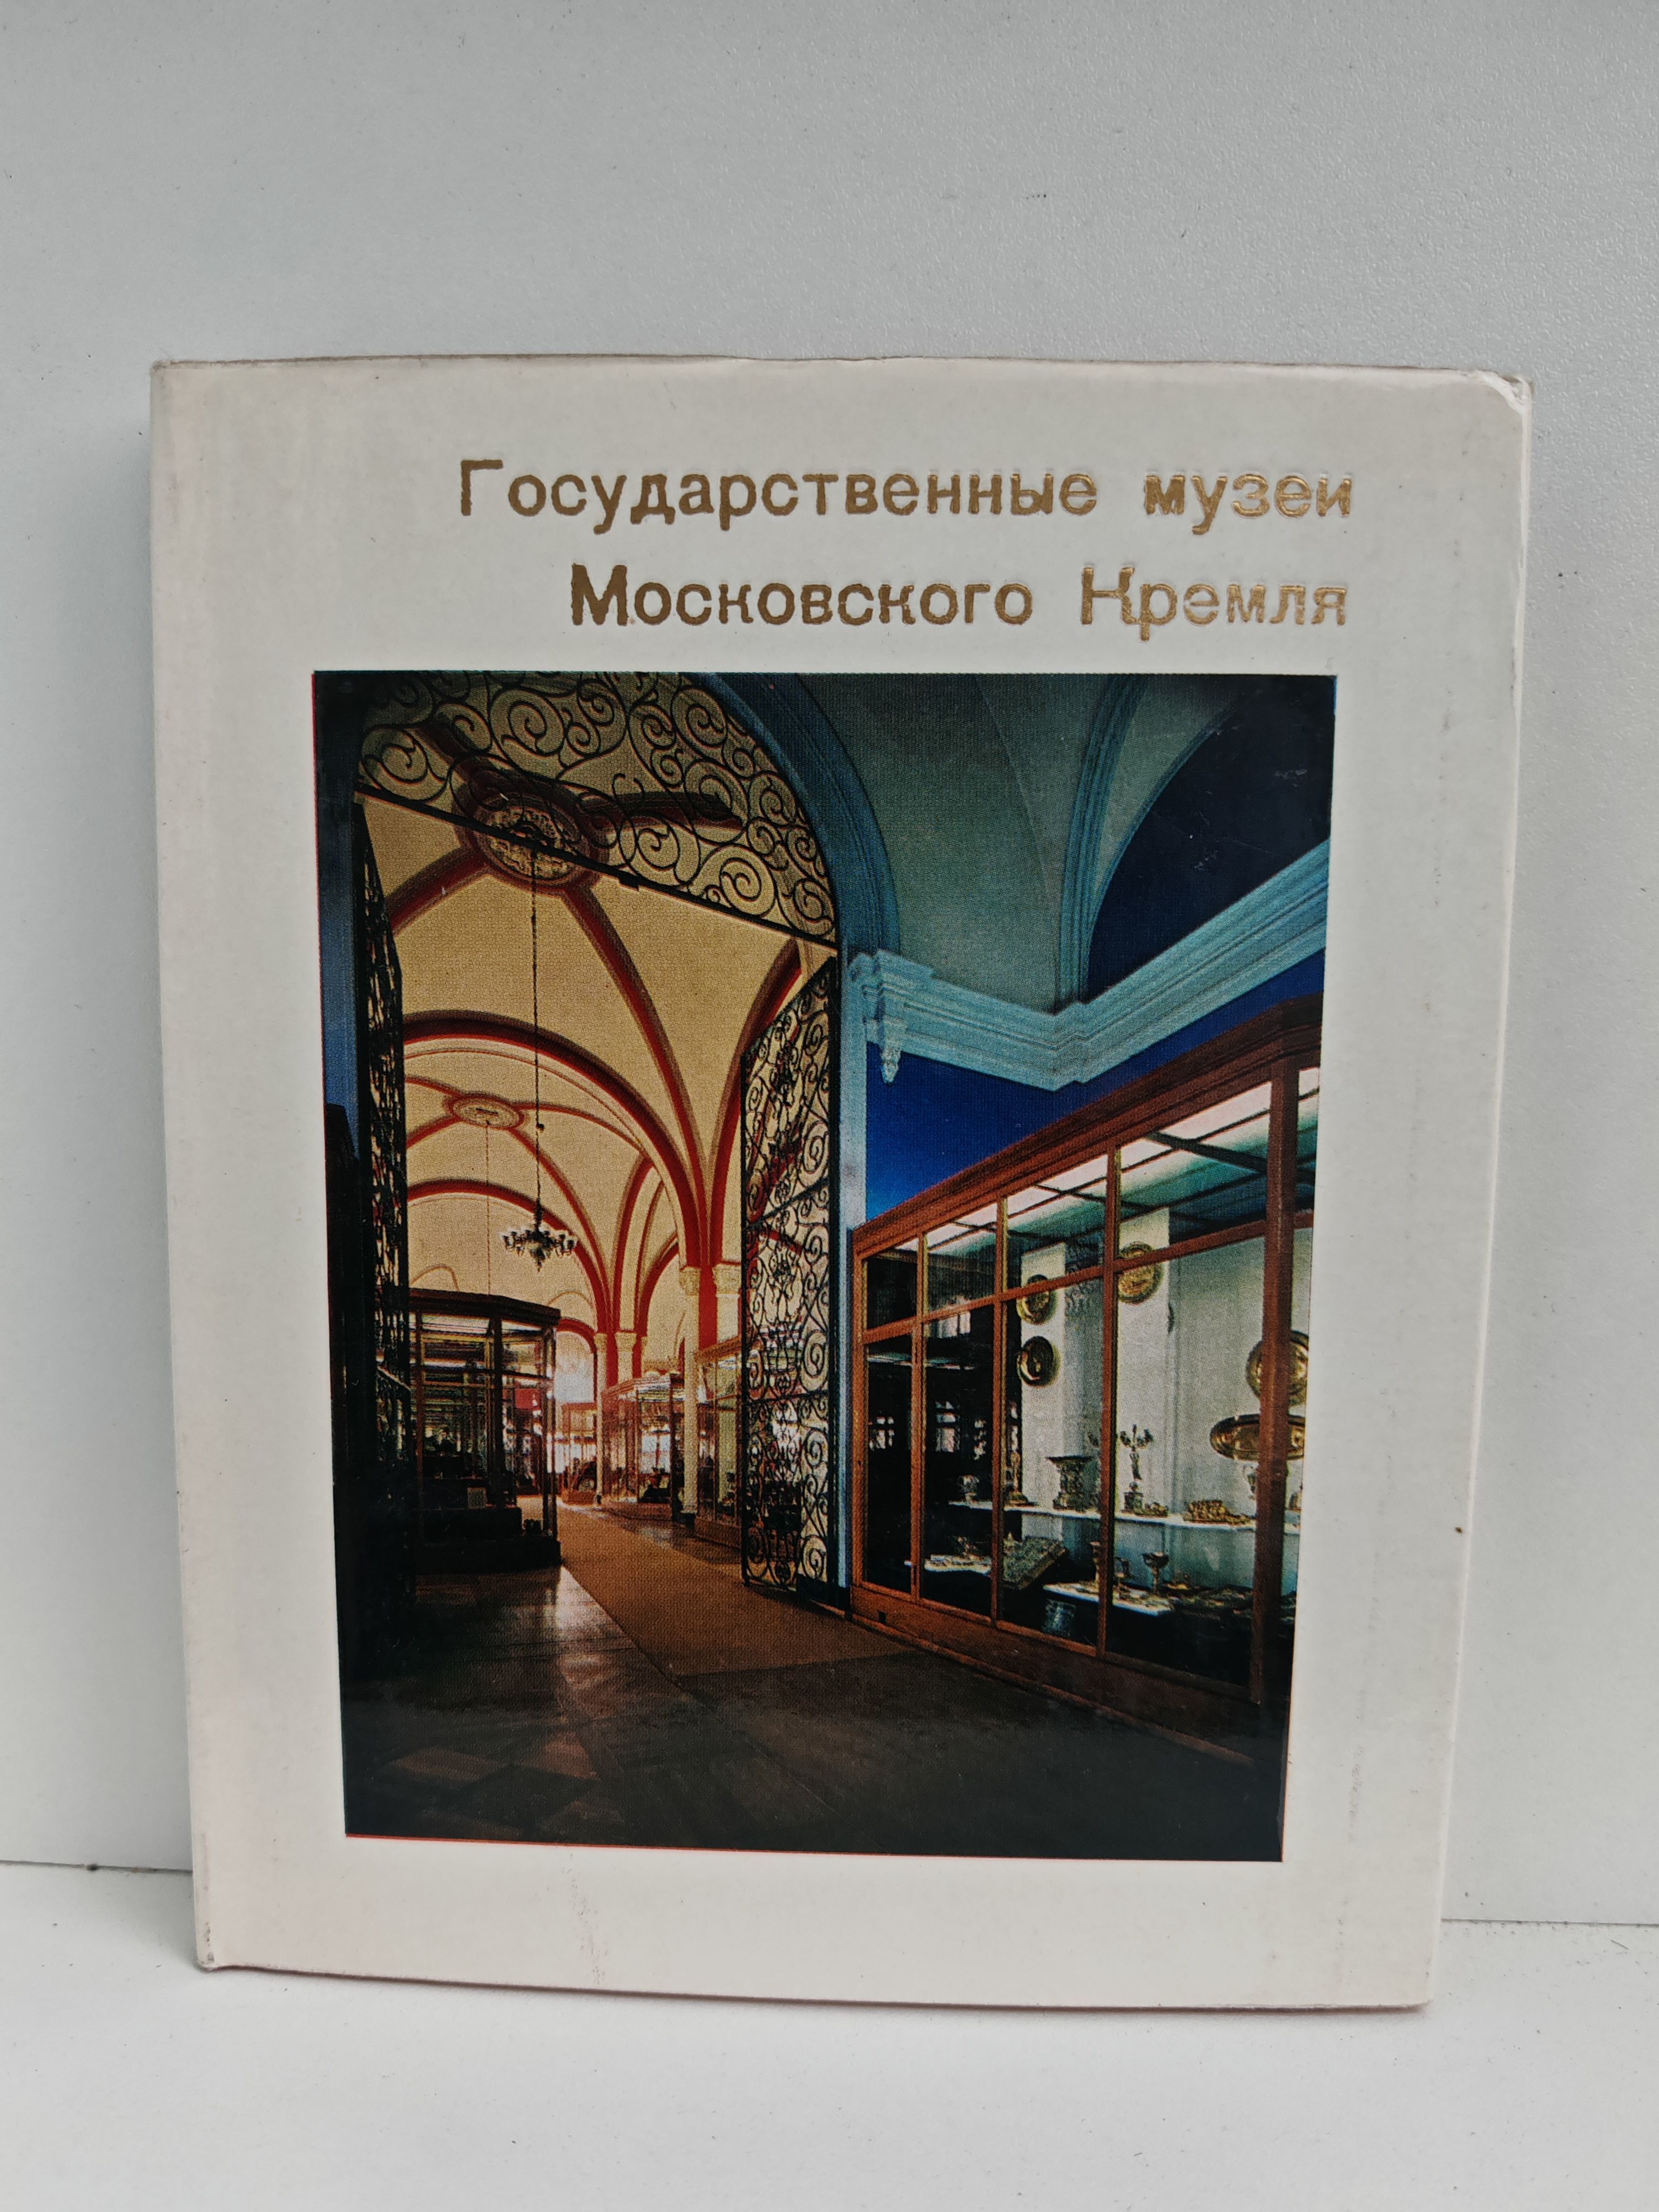 Государственные музеи
Московского Кремля